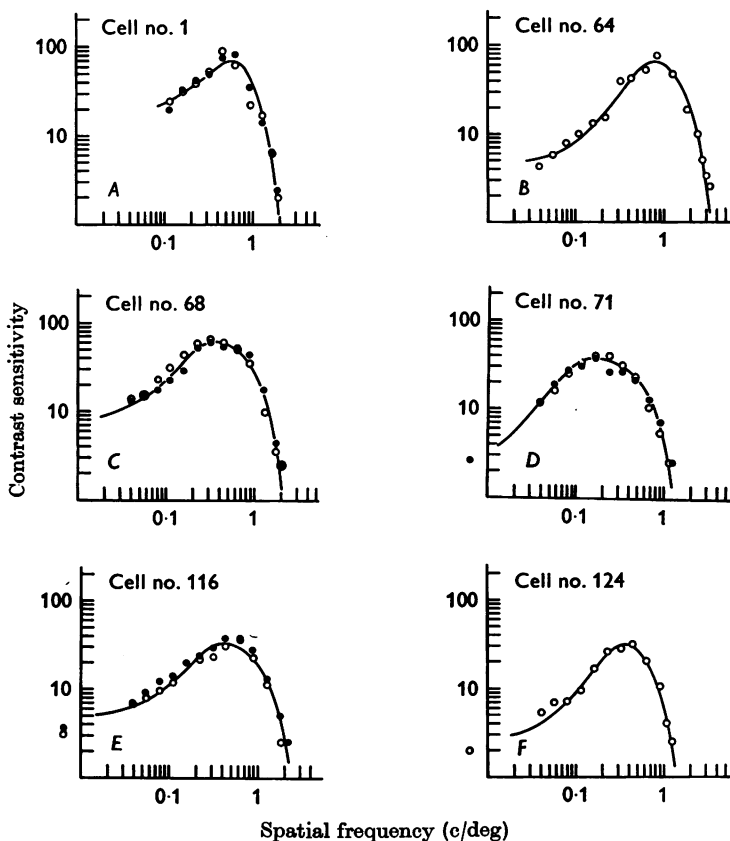 Cell no. 1
100
10
A
0·1 1
Cell no. 64
100
10
B
0·1 1
Cell no. 68
100
10
C
0·1 1
Cell no. 71
100
10
D
0·1 1
Cell no. 116
100
10
E
0·1 1
Cell no. 124
100
10
F
0·1 1
Contrast sensitivity
Spatial frequency (c/deg)